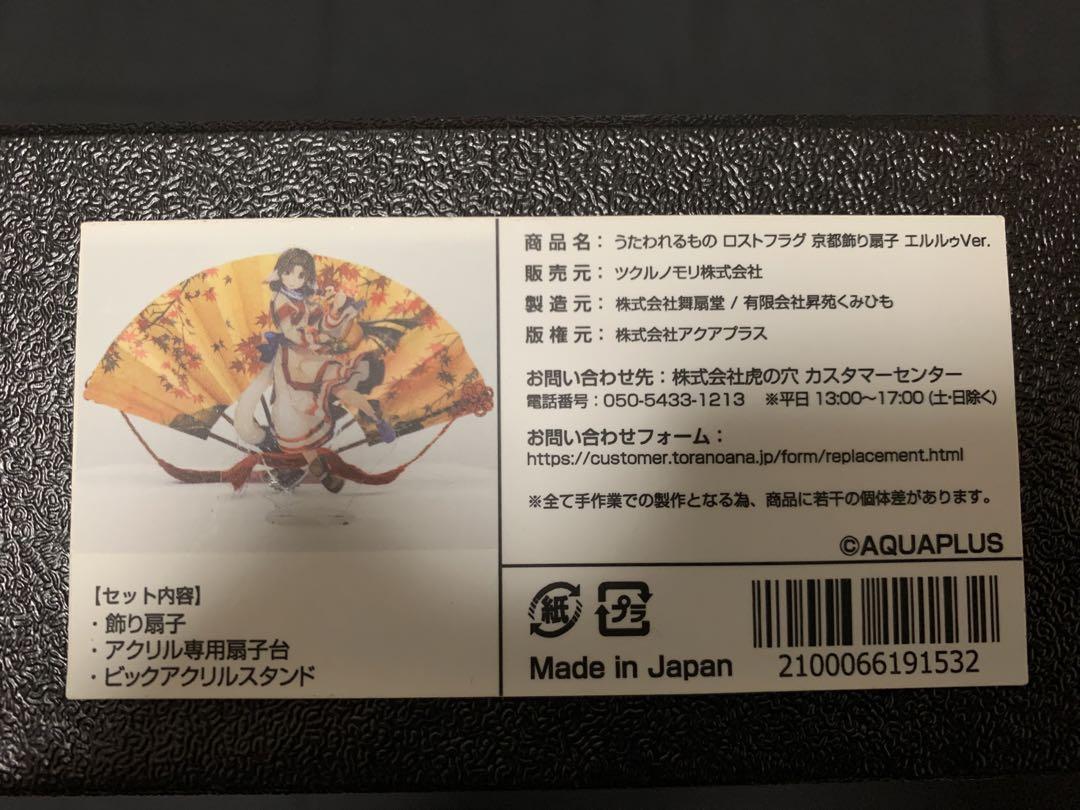 商品名： うたわれるもの ロストフラグ 京都飾り扇子 エルルゥVer.
販売元： ツクルノモリ株式会社
製造元： 株式会社舞扇堂 / 有限会社昇苑くみひも
版権元： 株式会社アクアプラス
お問い合わせ先：株式会社虎の穴 カスタマーセンター
電話番号：050-5433-1213 ※平日 13:00～17:00 (土・日除く)
お問い合わせフォーム：
https://customer.toranoana.jp/form/replacement.html
※全て手作業での製作となる為、商品に若干の個体差があります。
©AQUAPLUS
【セット内容】
・飾り扇子
・アクリル専用扇子台
・ビックアクリルスタンド
紙 プラ
Made in Japan
2100066191532